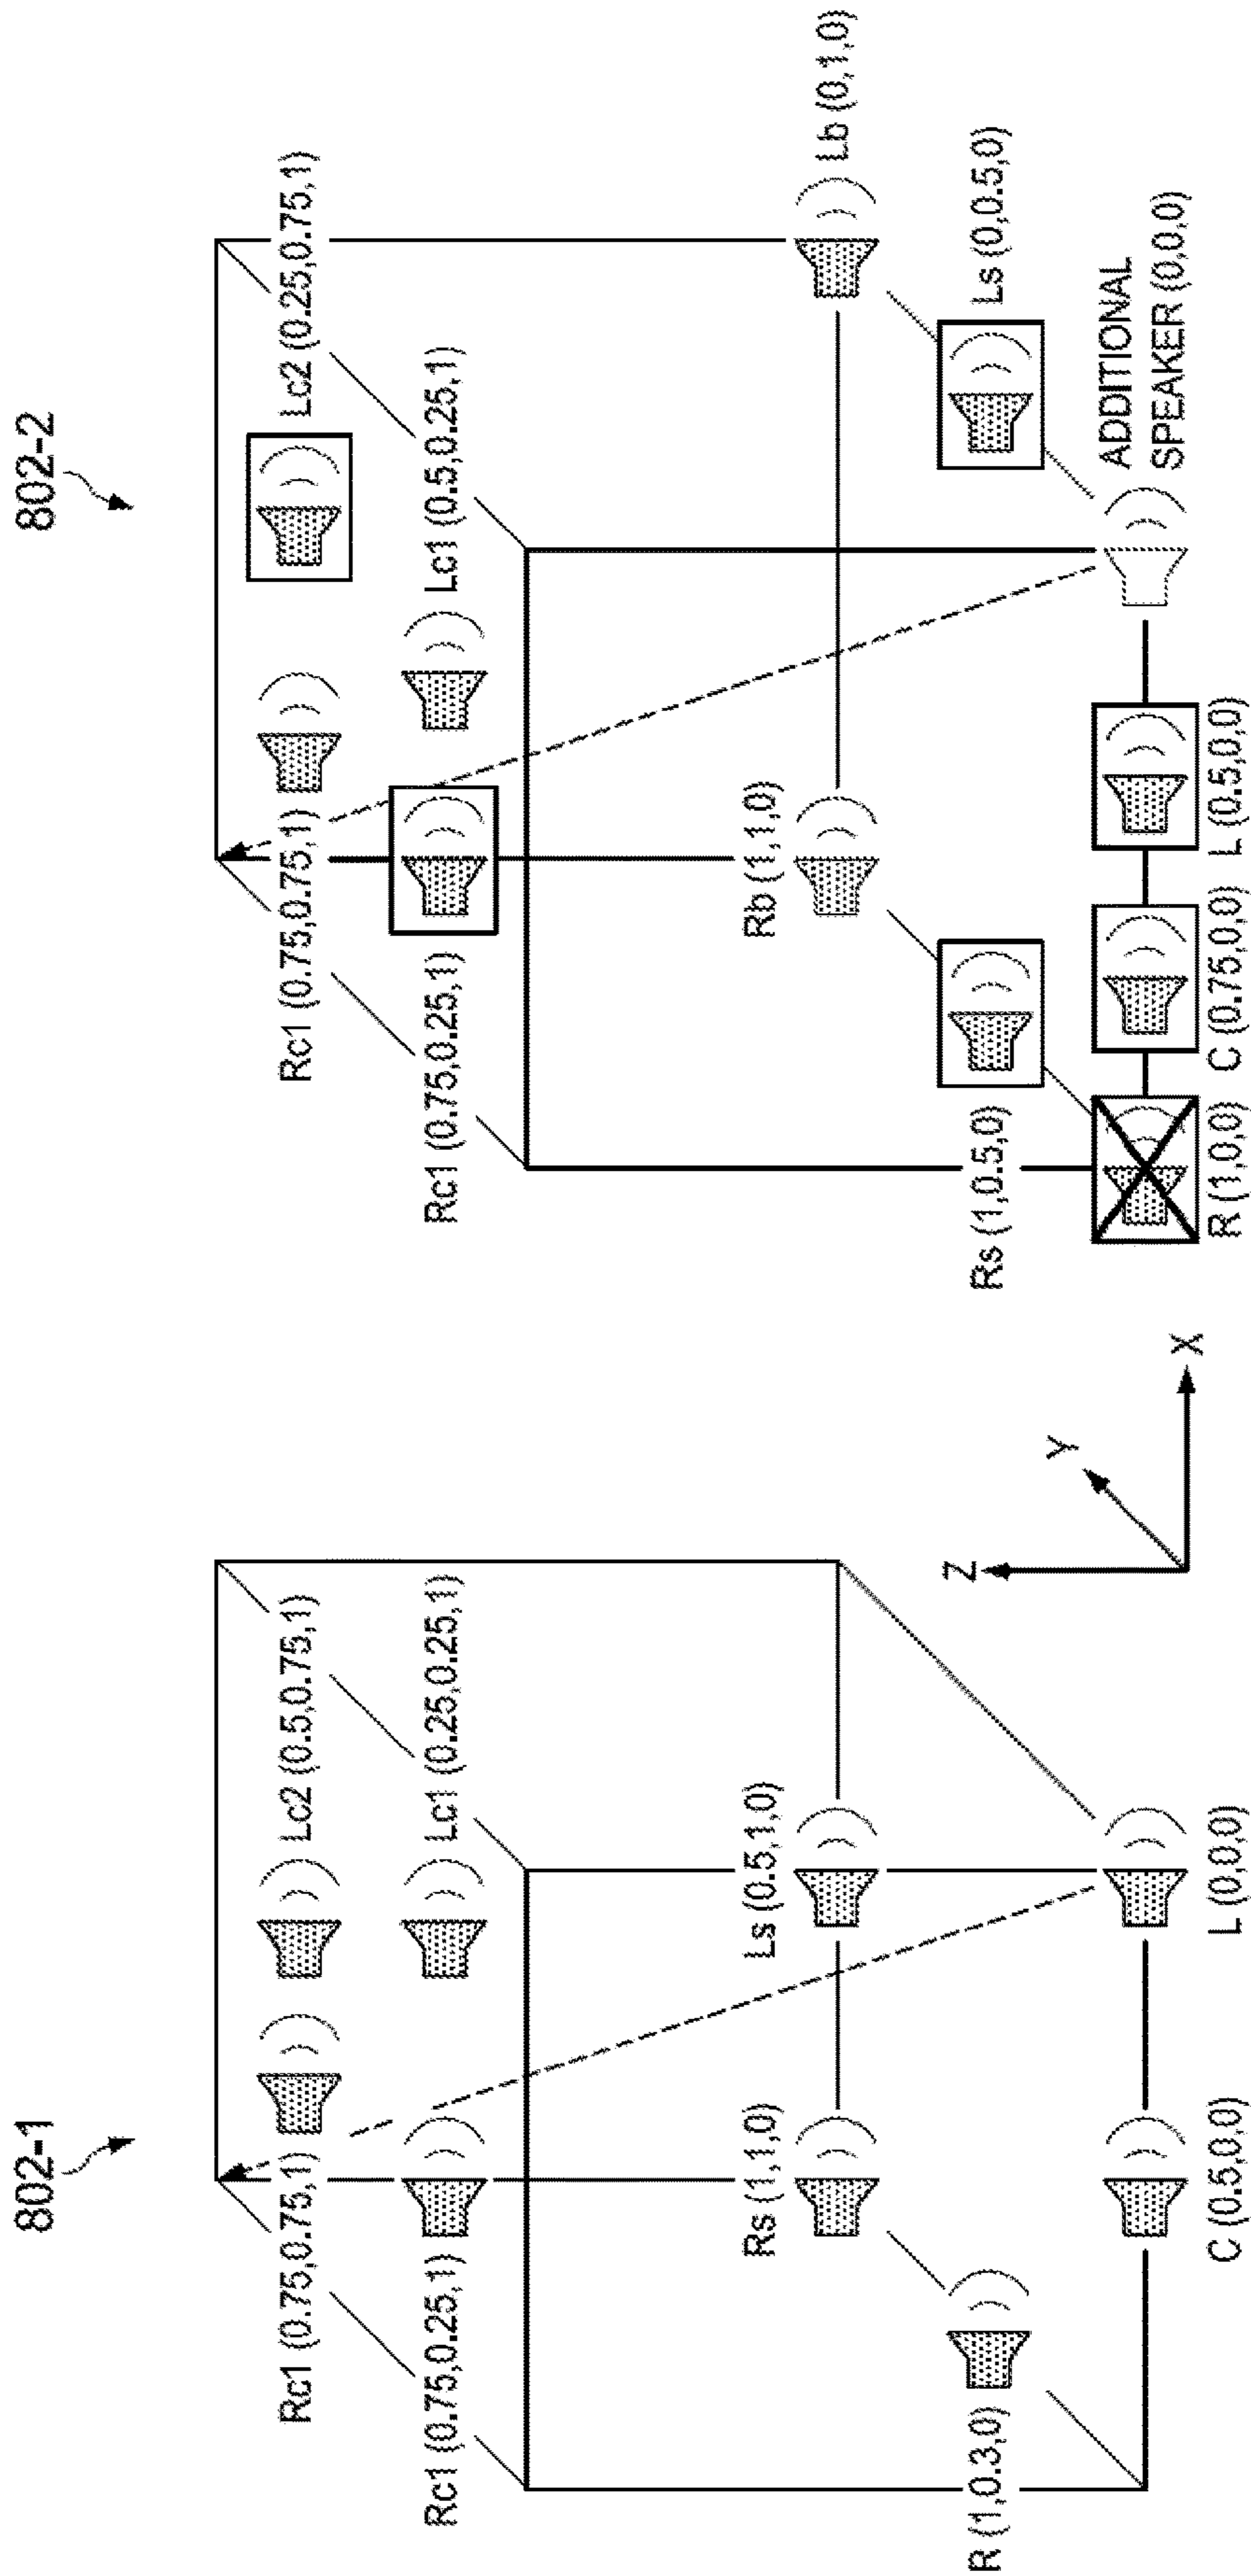 802-1
Rc1 (0.75,0.75,1)
Lc2 (0.5,0.75,1)
Rc1 (0.75,0.25,1)
Lc1 (0.25,0.25,1)
Rs (1,1,0)
Ls (0.5,1,0)
R (1,0.3,0)
C (0.5,0,0)
L (0,0,0)
Z
Y
X
802-2
Rc1 (0.75,0.75,1)
Lc2 (0.25,0.75,1)
Rc1 (0.75,0.25,1)
Lc1 (0.5,0.25,1)
Rb (1,1,0)
Lb (0,1,0)
Rs (1,0.5,0)
Ls (0,0.5,0)
ADDITIONAL
SPEAKER (0,0,0)
R (1,0,0)
C (0.75,0,0)
L (0.5,0,0)